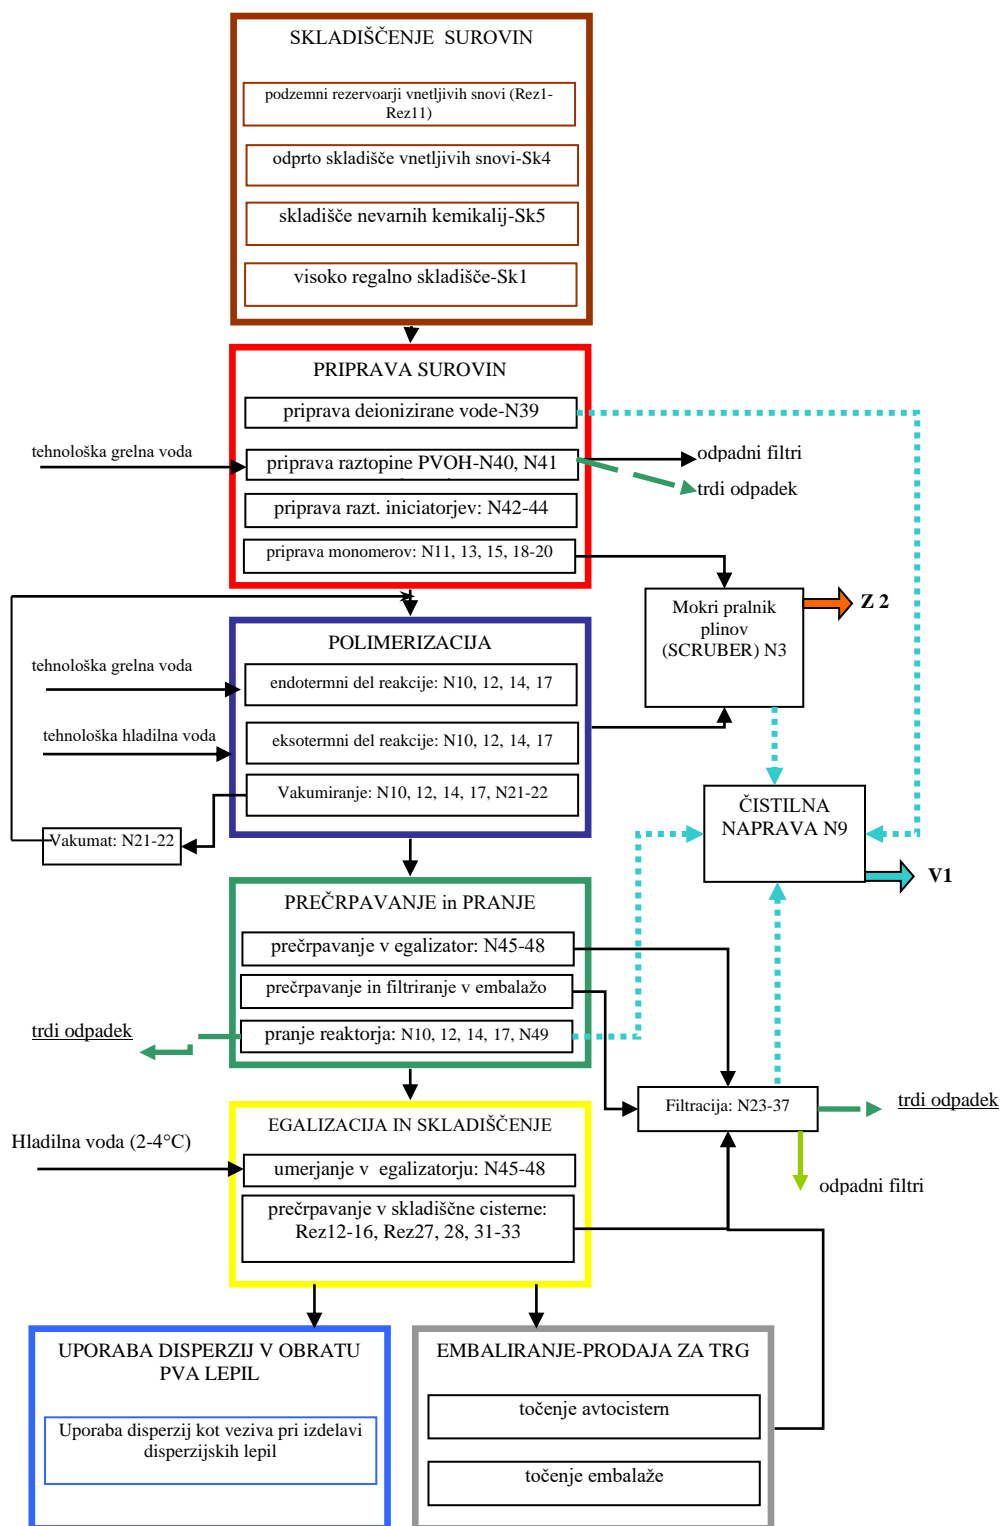 SKLADIŠČENJE SUROVIN
podzemni rezervoarji vnetljivih snovi (Rez1-
Rez11)
odprto skladišče vnetljivih snovi-Sk4
skladišče nevarnih kemikalij-Sk5
visoko regalno skladišče-Sk1
PRIPRAVA SUROVIN
priprava deionizirane vode-N39
tehnološka grelna voda
priprava raztopine PVOH-N40, N41
odpadni filtri
trdi odpadek
priprava razt. iniciatorjev: N42-44
priprava monomerov: N11, 13, 15, 18-20
Mokri pralnik
plinov
(SCRUBER) N3
Z 2
POLIMERIZACIJA
tehnološka grelna voda
endotermni del reakcije: N10, 12, 14, 17
tehnološka hladilna voda
eksotermni del reakcije: N10, 12, 14, 17
Vakumiranje: N10, 12, 14, 17, N21-22
Vakumat: N21-22
ČISTILNA
NAPRAVA N9
V1
PREČRPAVANJE in PRANJE
prečrpavanje v egalizator: N45-48
prečrpavanje in filtriranje v embalažo
trdi odpadek
pranje reaktorja: N10, 12, 14, 17, N49
Filtracija: N23-37
trdi odpadek
odpadni filtri
EGALIZACIJA IN SKLADIŠČENJE
Hladilna voda (2-4°C)
umerjanje v egalizatorju: N45-48
prečrpavanje v skladiščne cisterne:
Rez12-16, Rez27, 28, 31-33
UPORABA DISPERZIJ V OBRATU
PVA LEPIL
Uporaba disperzij kot veziva pri izdelavi
disperzijskih lepil
EMBALIRANJE-PRODAJA ZA TRG
točenje avtocistern
točenje embalaže